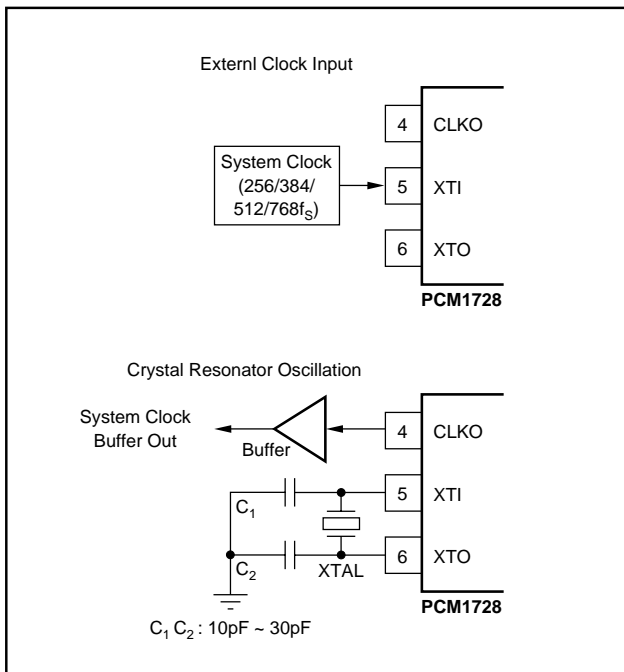 Externl Clock Input
4 CLKO
System Clock
(256/384/
512/768fS)
5 XTI
6 XTO
PCM1728
Crystal Resonator Oscillation
System Clock
Buffer Out
Buffer
4 CLKO
C1
5 XTI
C2
XTAL
6 XTO
PCM1728
C1 C2 : 10pF ~ 30pF